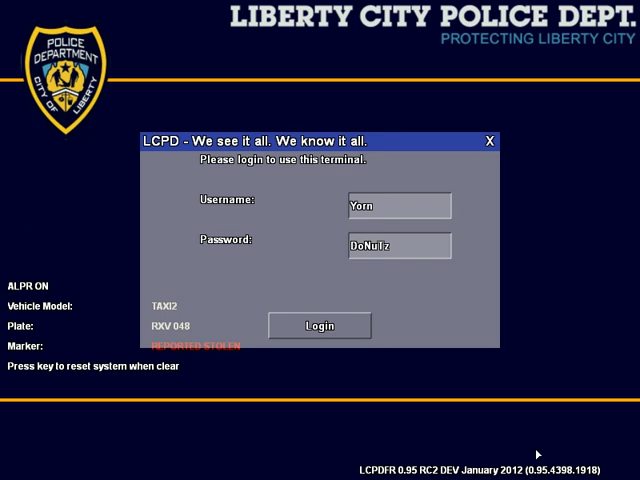 LIBERTY CITY POLICE DEPT.
PROTECTING LIBERTY CITY
POLICE
DEPARTMENT
CITY OF LIBERTY
LCPD - We see it all. We know it all. X
Please login to use this terminal.
Username: Yorn
Password: DoNuTz
ALPR ON
Vehicle Model: TAXI2
Plate: RXV 048
Login
Marker: REPORTED STOLEN
Press key to reset system when clear
LCPDFR 0.95 RC2 DEV January 2012 (0.95.4398.1918)